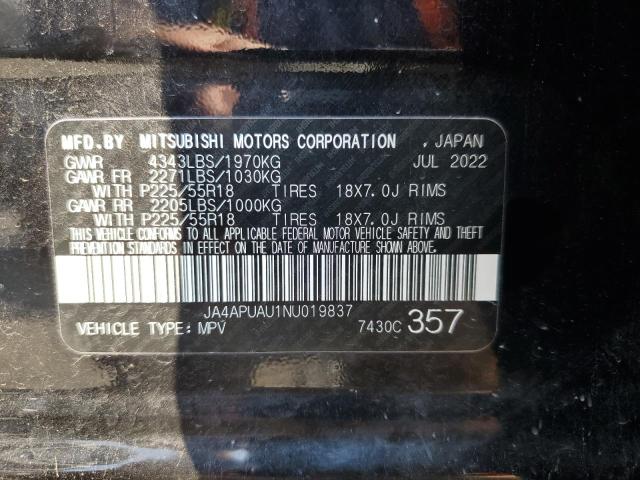 MFD.BY MITSUBISHI MOTORS CORPORATION , JAPAN
GVWR 4343LBS/1970KG JUL 2022
GAWR FR 2271LBS/1030KG
WITH P225/55R18 TIRES 18X7.0J RIMS
GAWR RR 2205LBS/1000KG
WITH P225/55R18 TIRES 18X7.0J RIMS
THIS VEHICLE CONFORMS TO ALL APPLICABLE FEDERAL MOTOR VEHICLE SAFETY AND THEFT
PREVENTION STANDARDS IN EFFECT ON THE DATE OF MANUFACTURE SHOWN ABOVE.
JA4APUAU1NU019837
VEHICLE TYPE: MPV 7430C 357